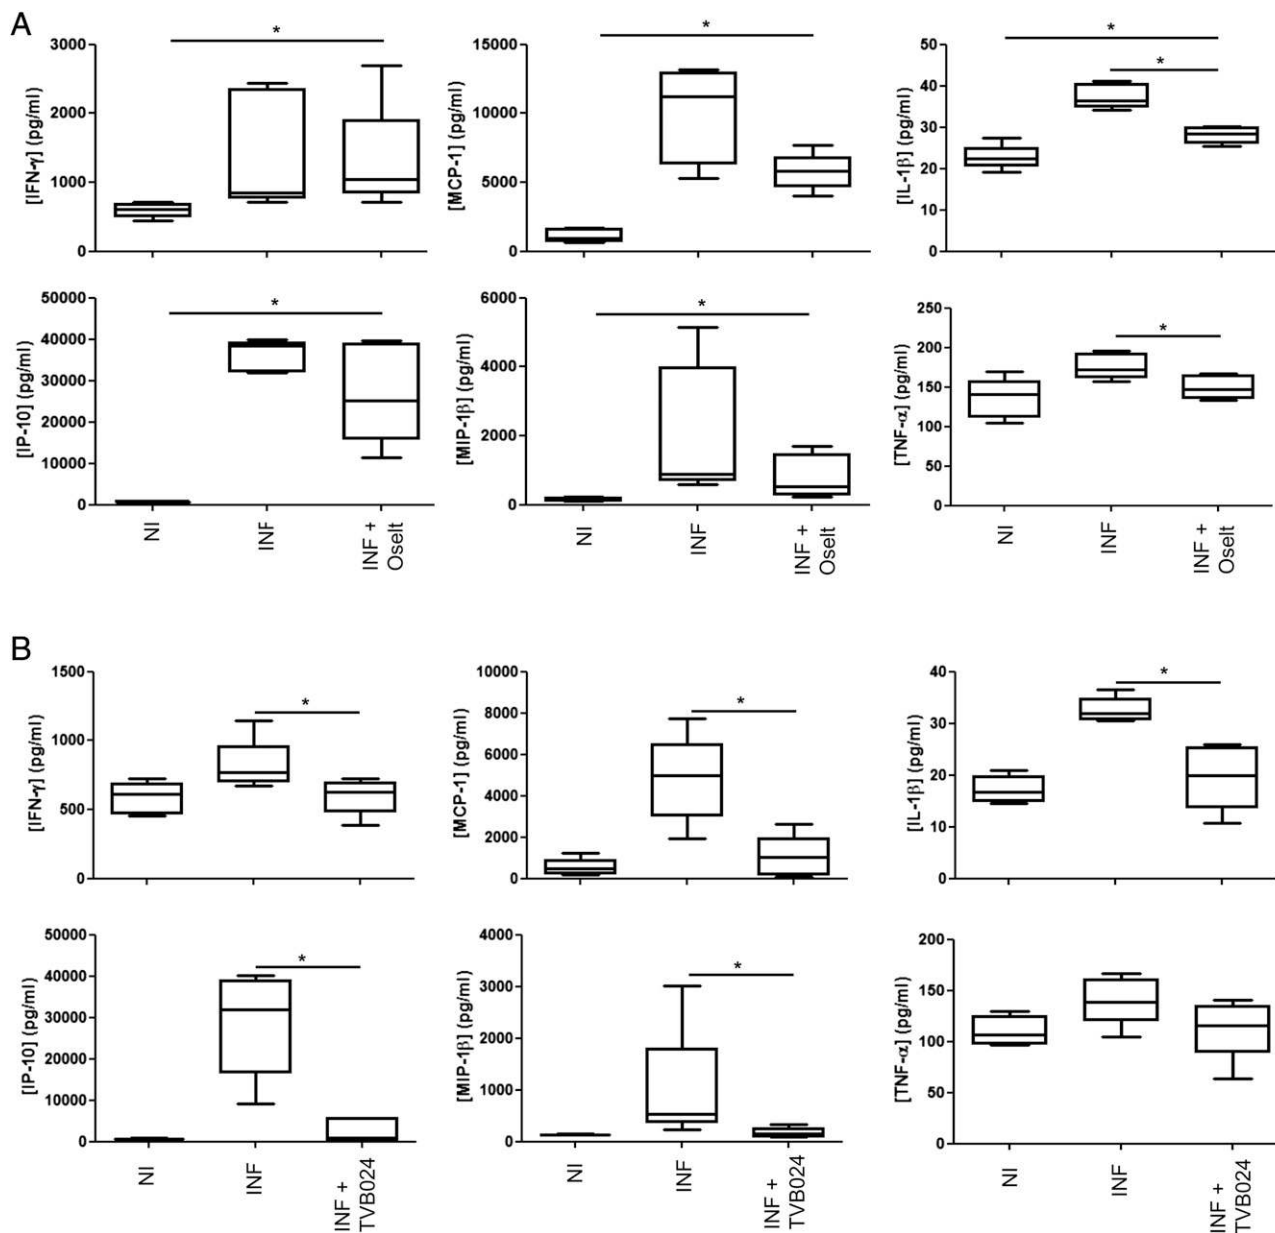 A
*
[IFN-γ] (pg/ml)
3000
2000
1000
0
*
[MCP-1] (pg/ml)
15000
10000
5000
0
*
*
[IL-1β] (pg/ml)
50
40
30
20
10
0
*
[IP-10] (pg/ml)
50000
40000
30000
20000
10000
0
NI
INF
INF +
Oselt
*
[MIP-1β] (pg/ml)
6000
4000
2000
0
NI
INF
INF +
Oselt
*
[TNF-α] (pg/ml)
250
200
150
100
50
0
NI
INF
INF +
Oselt
B
*
[IFN-γ] (pg/ml)
1500
1000
500
0
*
[MCP-1] (pg/ml)
10000
8000
6000
4000
2000
0
*
[IL-1β] (pg/ml)
40
30
20
10
0
*
[IP-10] (pg/ml)
50000
40000
30000
20000
10000
0
NI
INF
INF +
TVB024
*
[MIP-1β] (pg/ml)
4000
3000
2000
1000
0
NI
INF
INF +
TVB024
[TNF-α] (pg/ml)
200
150
100
50
0
NI
INF
INF +
TVB024